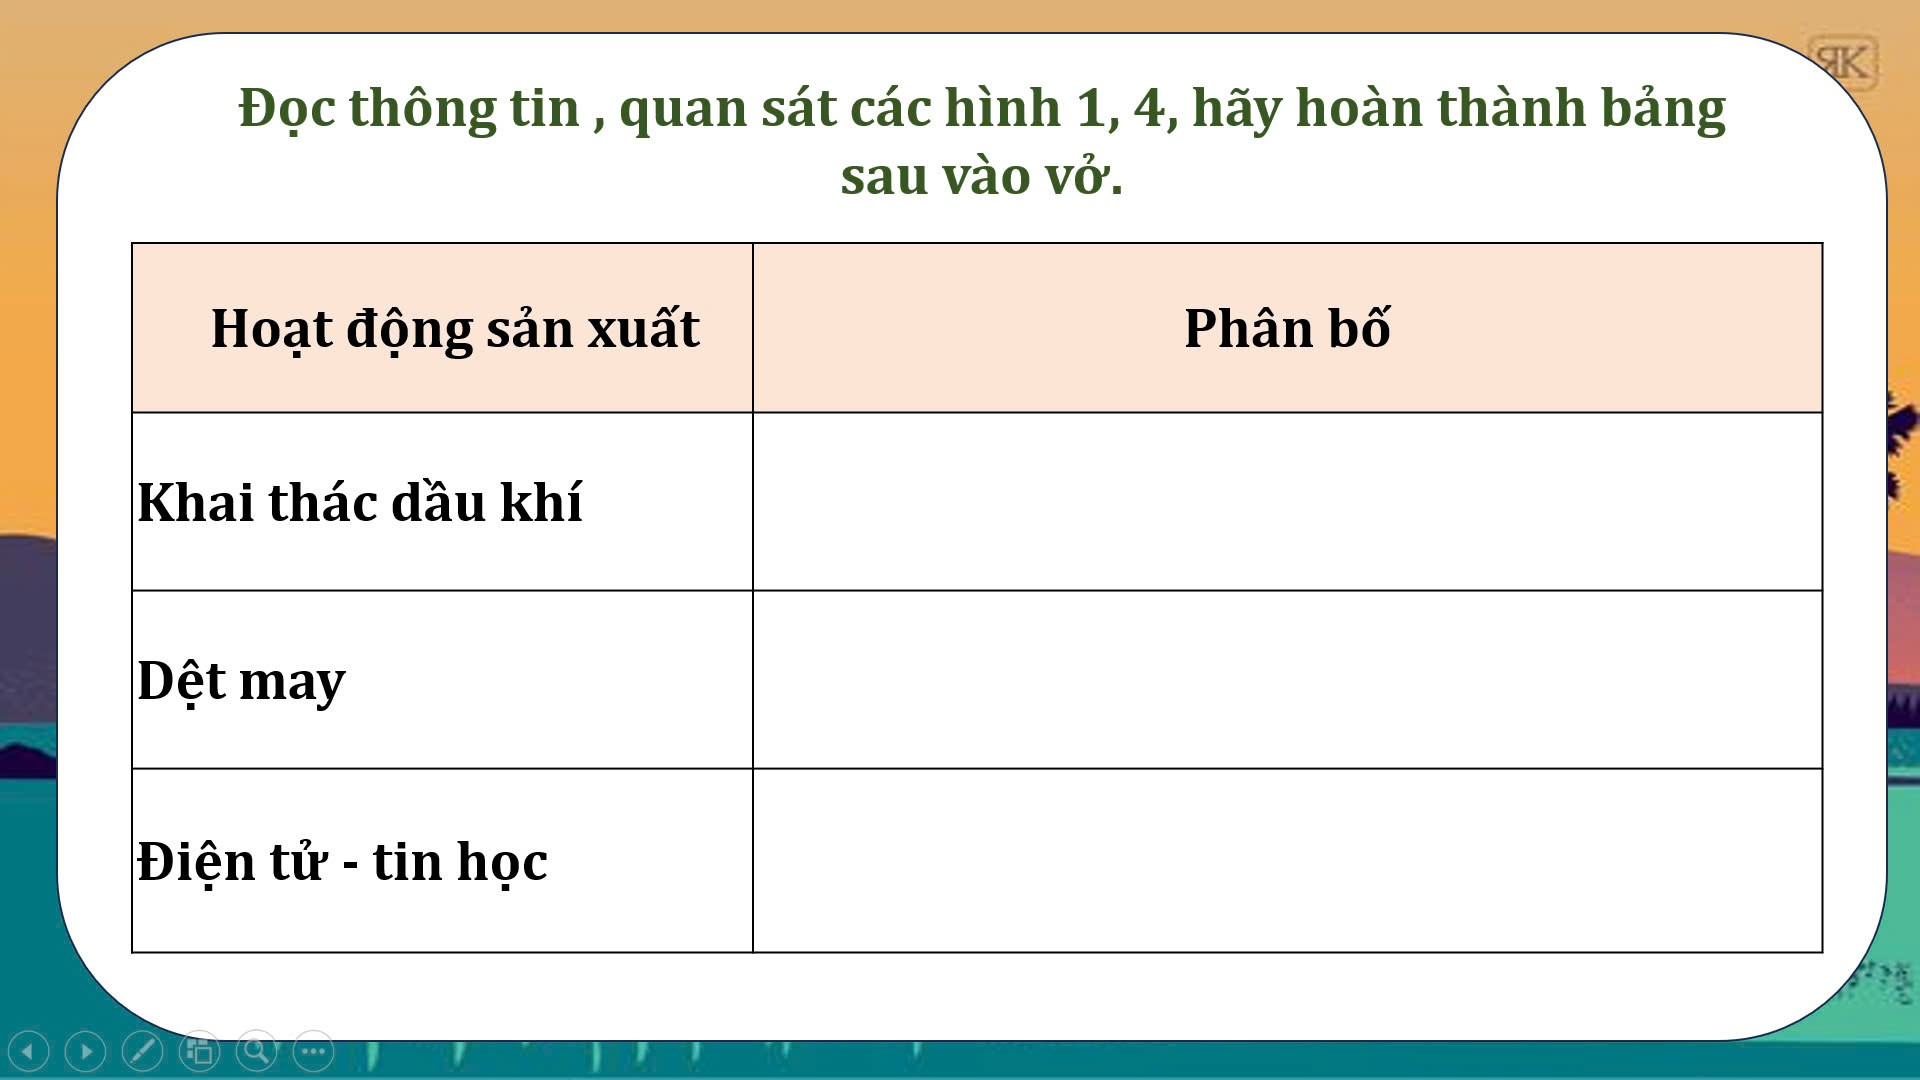 Đọc thông tin , quan sát các hình 1, 4, hãy hoàn thành bảng
sau vào vở.
Hoạt động sản xuất
Phân bố
Khai thác dầu khí
Dệt may
Điện tử - tin học